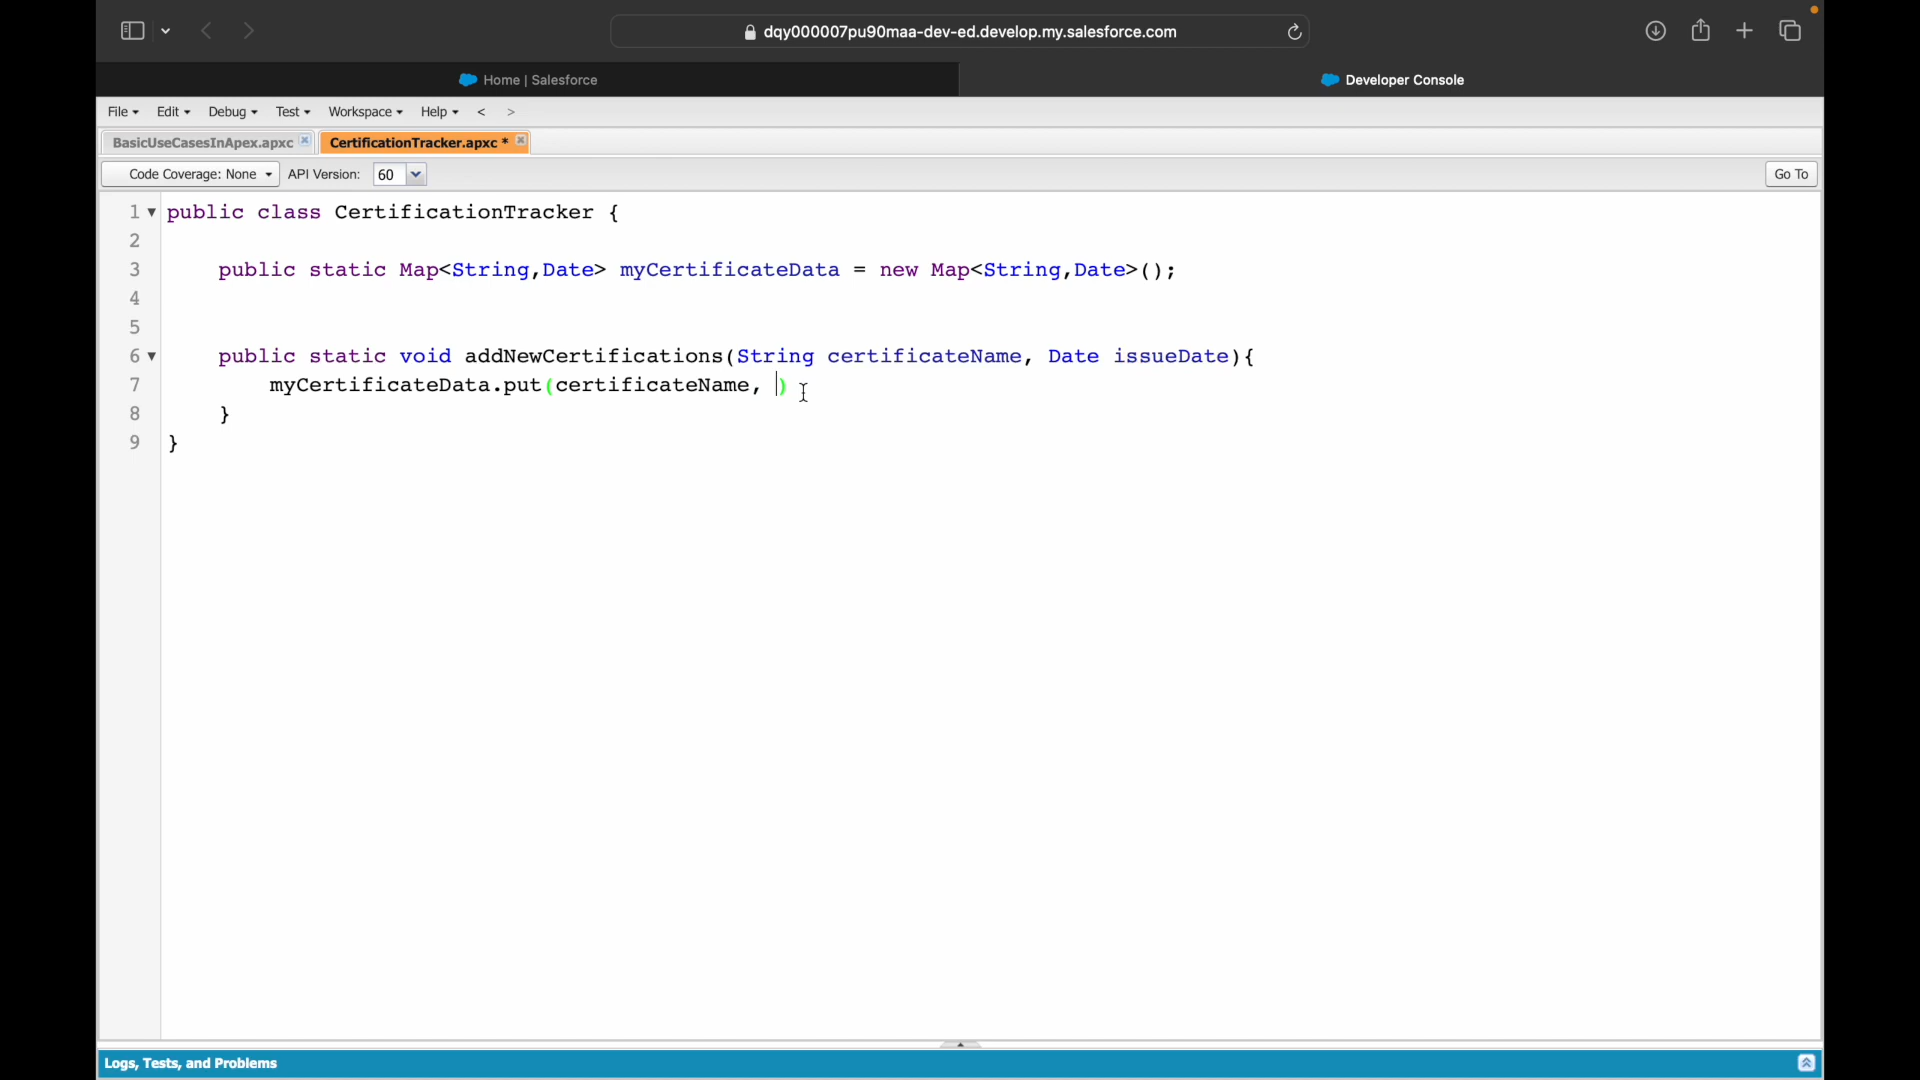 dqy000007pu90maa-dev-ed.develop.my.salesforce.com
Home | Salesforce
Developer Console
File Edit Debug Test Workspace Help < >
BasicUseCasesInApex.apxc
CertificationTracker.apxc *
Code Coverage: None API Version: 60 Go To
1 public class CertificationTracker {
2
3 public static Map<String,Date> myCertificateData = new Map<String,Date>();
4
5
6 public static void addNewCertifications(String certificateName, Date issueDate){
7 myCertificateData.put(certificateName, )
8 }
9 }
Logs, Tests, and Problems